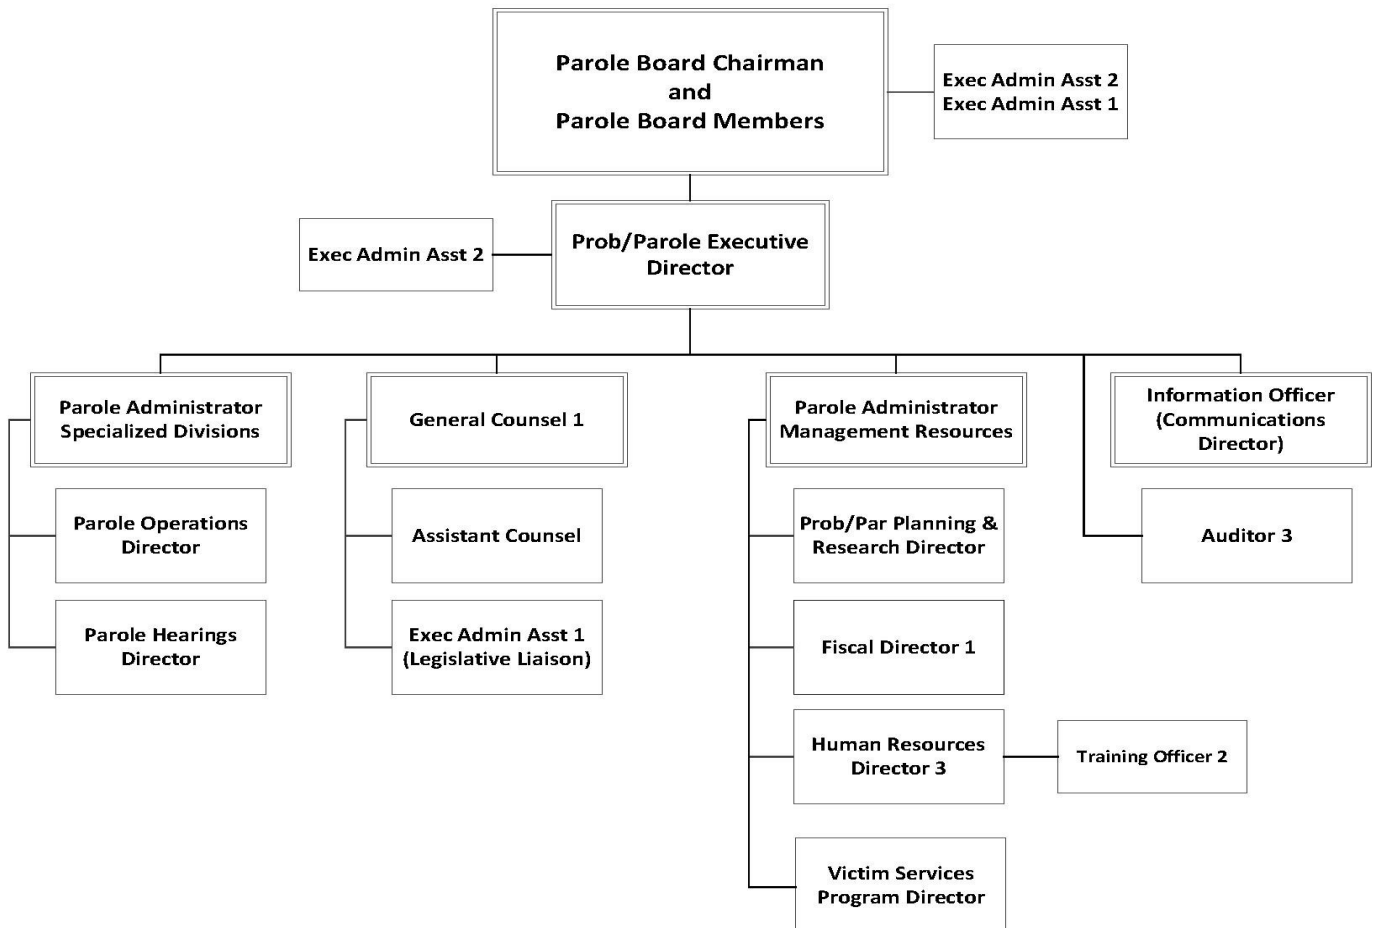 Parole Board Chairman
and
Parole Board Members
Exec Admin Asst 2
Exec Admin Asst 1
Exec Admin Asst 2
Prob/Parole Executive
Director
Parole Administrator
Specialized Divisions
General Counsel 1
Parole Administrator
Management Resources
Information Officer
(Communications
Director)
Parole Operations
Director
Assistant Counsel
Prob/Par Planning &
Research Director
Auditor 3
Parole Hearings
Director
Exec Admin Asst 1
(Legislative Liaison)
Fiscal Director 1
Human Resources
Director 3
Training Officer 2
Victim Services
Program Director